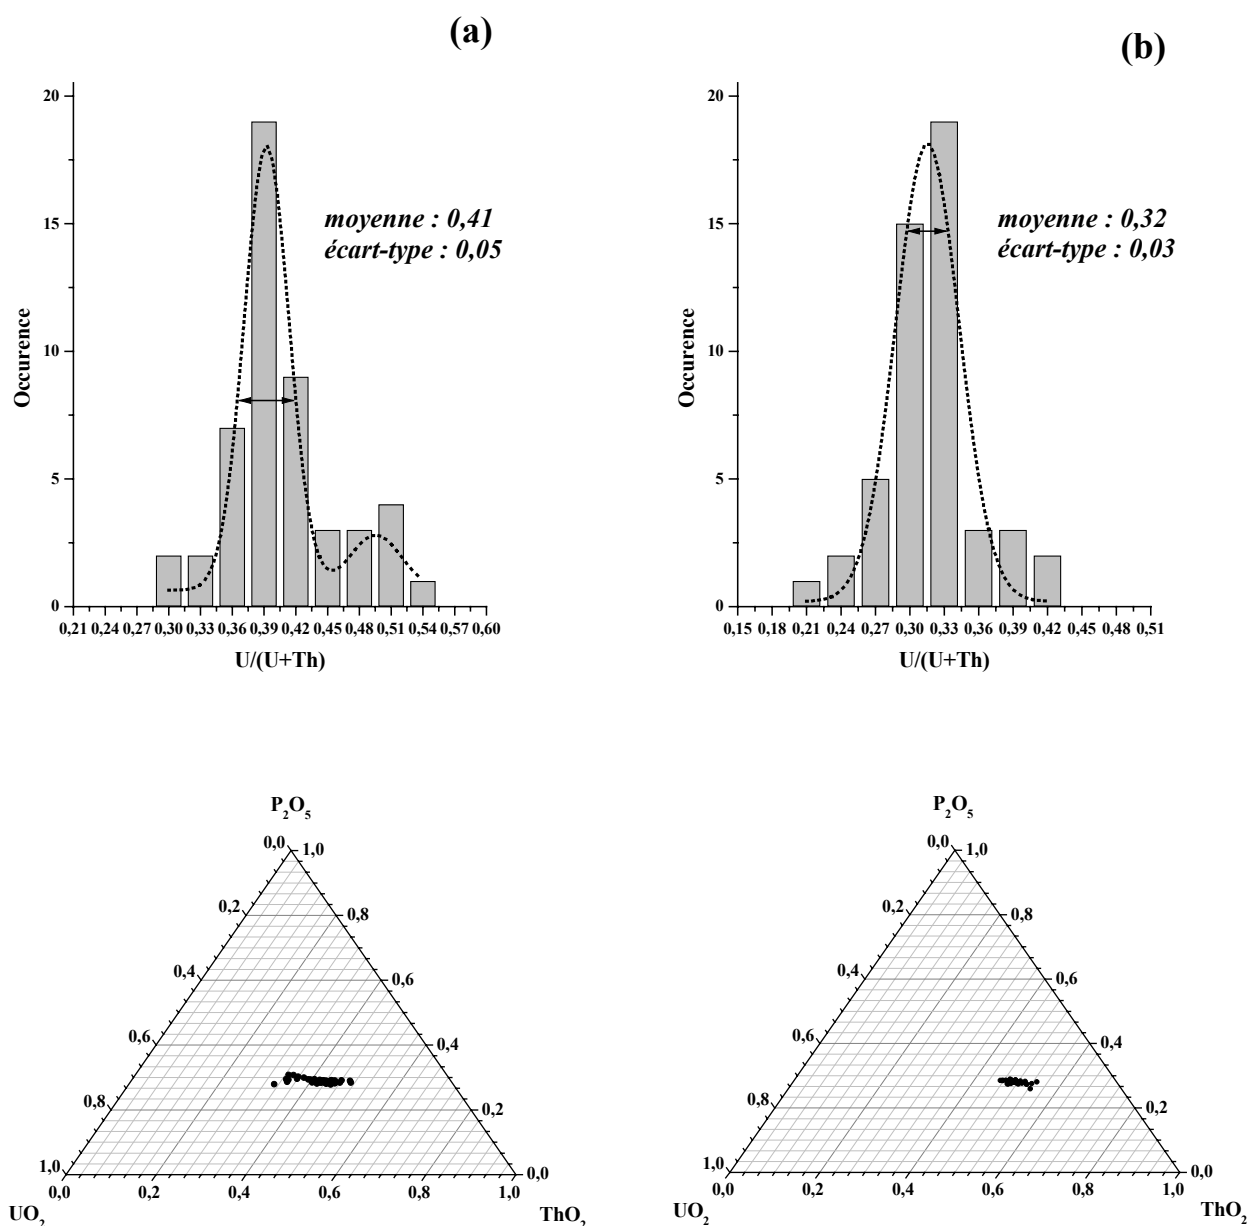 (a)
20
15
10
5
0
Occurence
moyenne : 0,41
écart-type : 0,05
0,21 0,24 0,27 0,30 0,33 0,36 0,39 0,42 0,45 0,48 0,51 0,54 0,57 0,60
U/(U+Th)
(b)
20
15
10
5
0
Occurence
moyenne : 0,32
écart-type : 0,03
0,15 0,18 0,21 0,24 0,27 0,30 0,33 0,36 0,39 0,42 0,45 0,48 0,51
U/(U+Th)
P₂O₅
0,0 1,0
0,2 0,8
0,4 0,6
0,6 0,4
0,8 0,2
1,0 0,0
0,0 0,2 0,4 0,6 0,8 1,0
UO₂ ThO₂
P₂O₅
0,0 1,0
0,2 0,8
0,4 0,6
0,6 0,4
0,8 0,2
1,0 0,0
0,0 0,2 0,4 0,6 0,8 1,0
UO₂ ThO₂